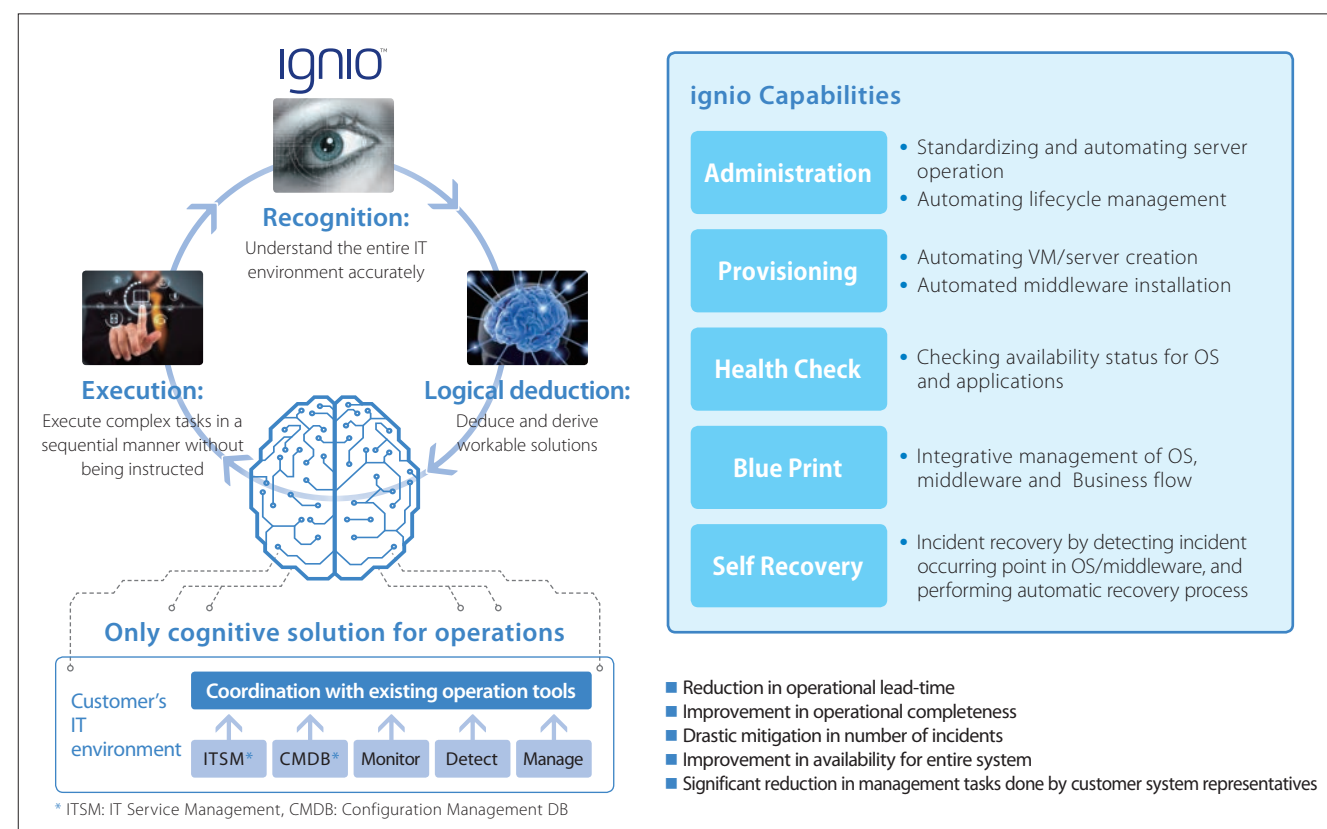 ignio™
Recognition:
Understand the entire IT
environment accurately
Execution:
Execute complex tasks in a
sequential manner without
being instructed
Logical deduction:
Deduce and derive
workable solutions
Only cognitive solution for operations
Customer's
IT
environment
Coordination with existing operation tools
ITSM*
CMDB*
Monitor
Detect
Manage
* ITSM: IT Service Management, CMDB: Configuration Management DB
ignio Capabilities
Administration
• Standardizing and automating server
operation
• Automating lifecycle management
Provisioning
• Automating VM/server creation
• Automated middleware installation
Health Check
• Checking availability status for OS
and applications
Blue Print
• Integrative management of OS,
middleware and Business flow
Self Recovery
• Incident recovery by detecting incident
occurring point in OS/middleware, and
performing automatic recovery process
■ Reduction in operational lead-time
■ Improvement in operational completeness
■ Drastic mitigation in number of incidents
■ Improvement in availability for entire system
■ Significant reduction in management tasks done by customer system representatives